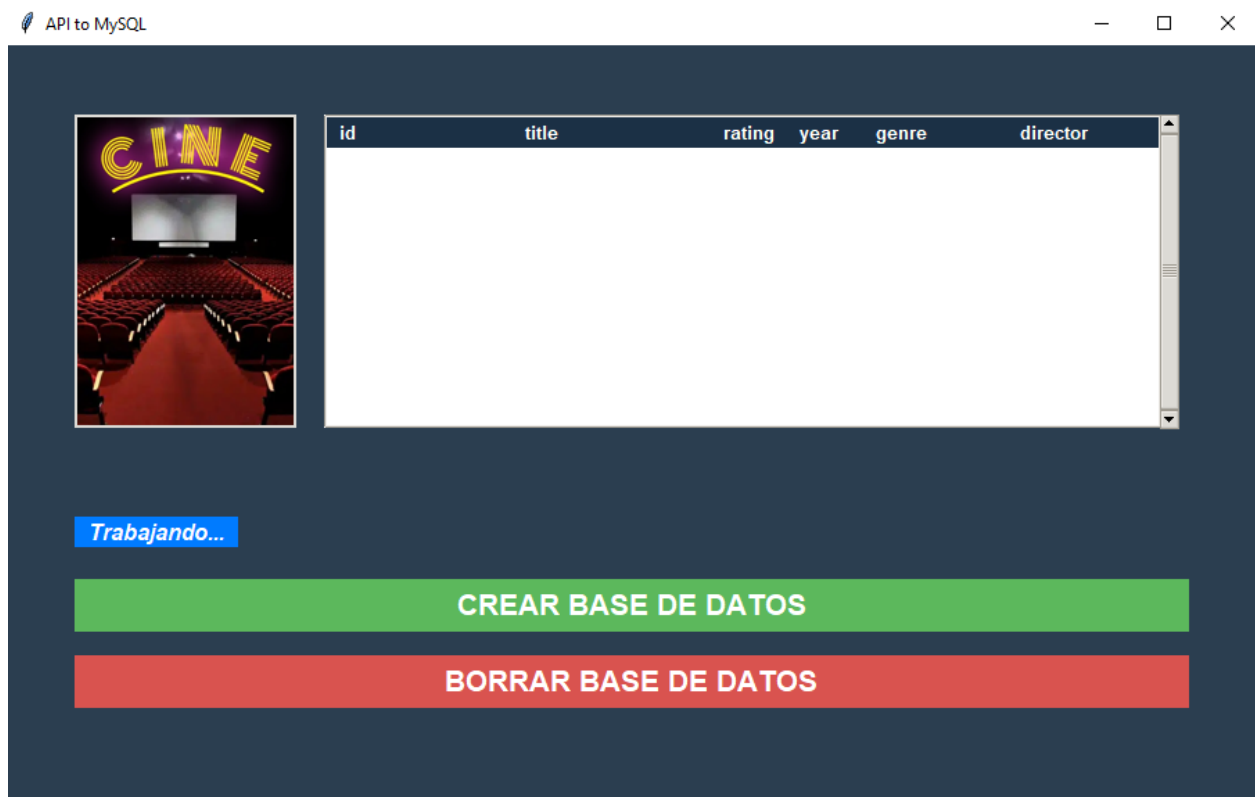 API to MySQL
CINE
id title rating year genre director
Trabajando...
CREAR BASE DE DATOS
BORRAR BASE DE DATOS